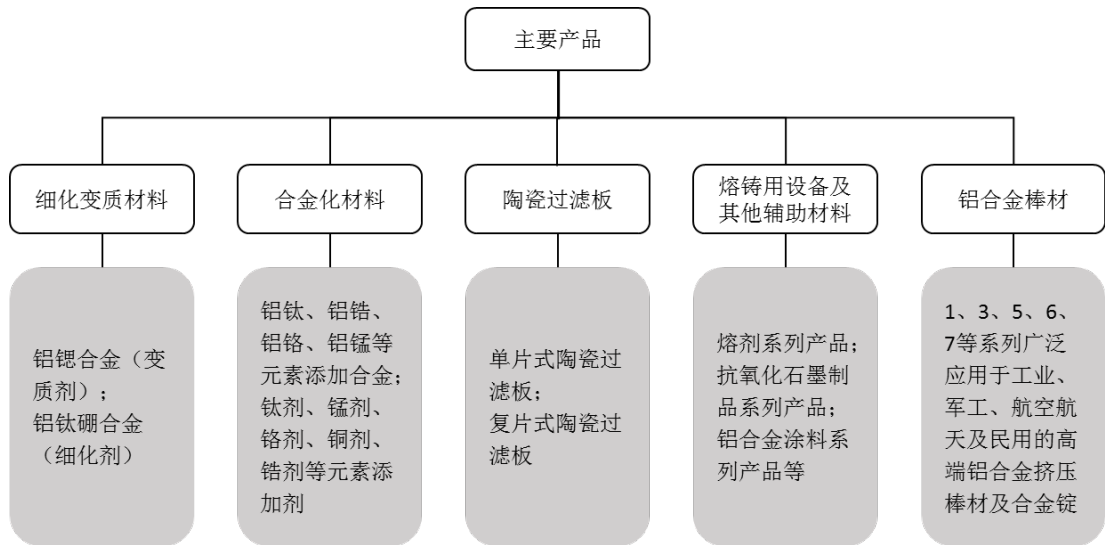 主要产品
细化变质材料
合金化材料
陶瓷过滤板
熔铸用设备及
其他辅助材料
铝合金棒材
铝锶合金（变
质剂）；
铝钛硼合金
（细化剂）
铝钛、铝锆、
铝铬、铝锰等
元素添加合金；
钛剂、锰剂、
铬剂、铜剂、
锆剂等元素添
加剂
单片式陶瓷过
滤板；
复片式陶瓷过
滤板
熔剂系列产品；
抗氧化石墨制
品系列产品；
铝合金涂料系
列产品等
1、3、5、6、
7等系列广泛
应用于工业、
军工、航空航
天及民用的高
端铝合金挤压
棒材及合金锭